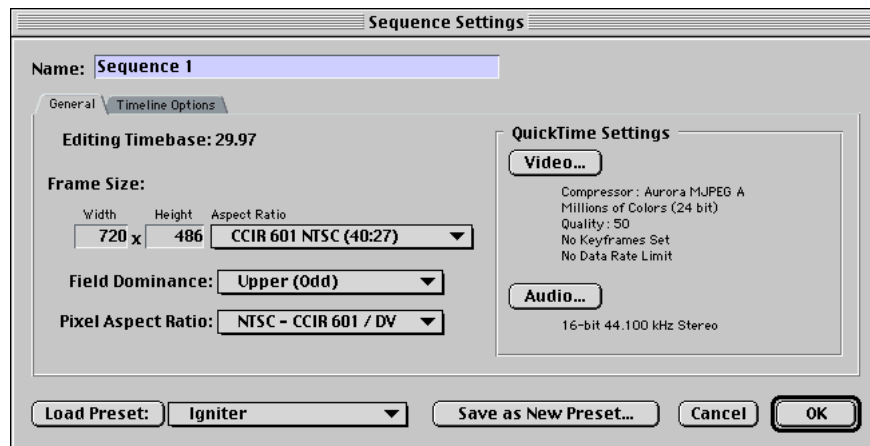 Sequence Settings
Name: Sequence 1
General Timeline Options
Editing Timebase: 29.97
Frame Size:
Width Height Aspect Ratio
720 x 486 CCIR 601 NTSC (40:27)
Field Dominance: Upper (Odd)
Pixel Aspect Ratio: NTSC - CCIR 601 / DV
QuickTime Settings
Video...
Compressor: Aurora MJPEG A
Millions of Colors (24 bit)
Quality: 50
No Keyframes Set
No Data Rate Limit
Audio...
16-bit 44.100 kHz Stereo
Load Preset: Igniter Save as New Preset... Cancel OK